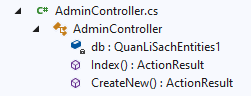 C# AdminController.cs
AdminController
db : QuanLiSachEntities1
Index() : ActionResult
CreateNew() : ActionResult